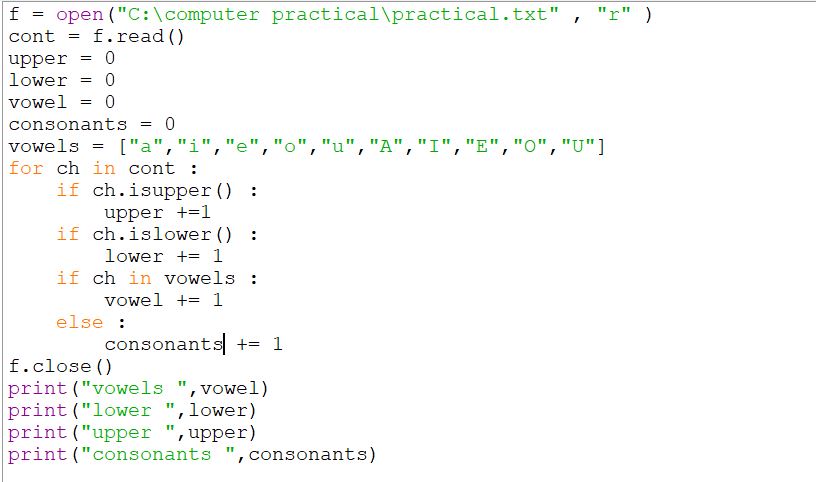 f = open("C:\computer practical\practical.txt" , "r" )
cont = f.read()
upper = 0
lower = 0
vowel = 0
consonants = 0
vowels = ["a","i","e","o","u","A","I","E","O","U"]
for ch in cont :
    if ch.isupper() :
        upper +=1
    if ch.islower() :
        lower += 1
    if ch in vowels :
        vowel += 1
    else :
        consonants += 1
f.close()
print("vowels ",vowel)
print("lower ",lower)
print("upper ",upper)
print("consonants ",consonants)